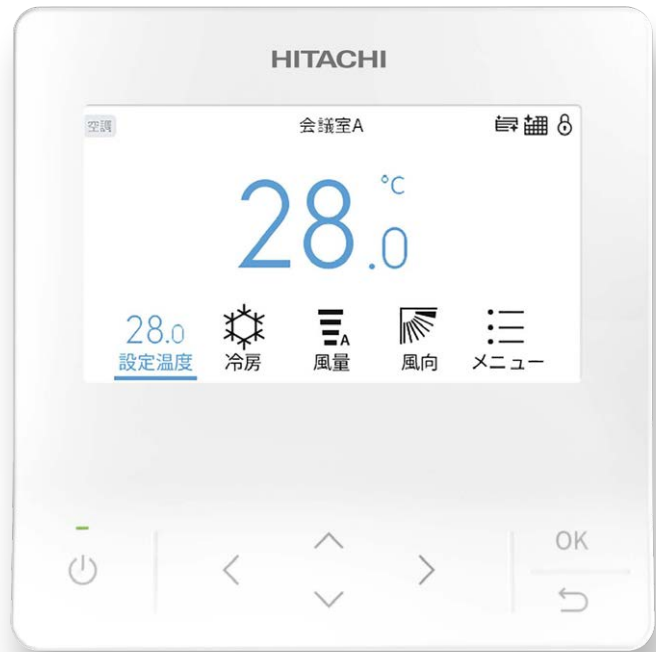 HITACHI
空調 会議室A
28.0 °C
28.0 A
設定温度 冷房 風量 風向 メニュー
OK